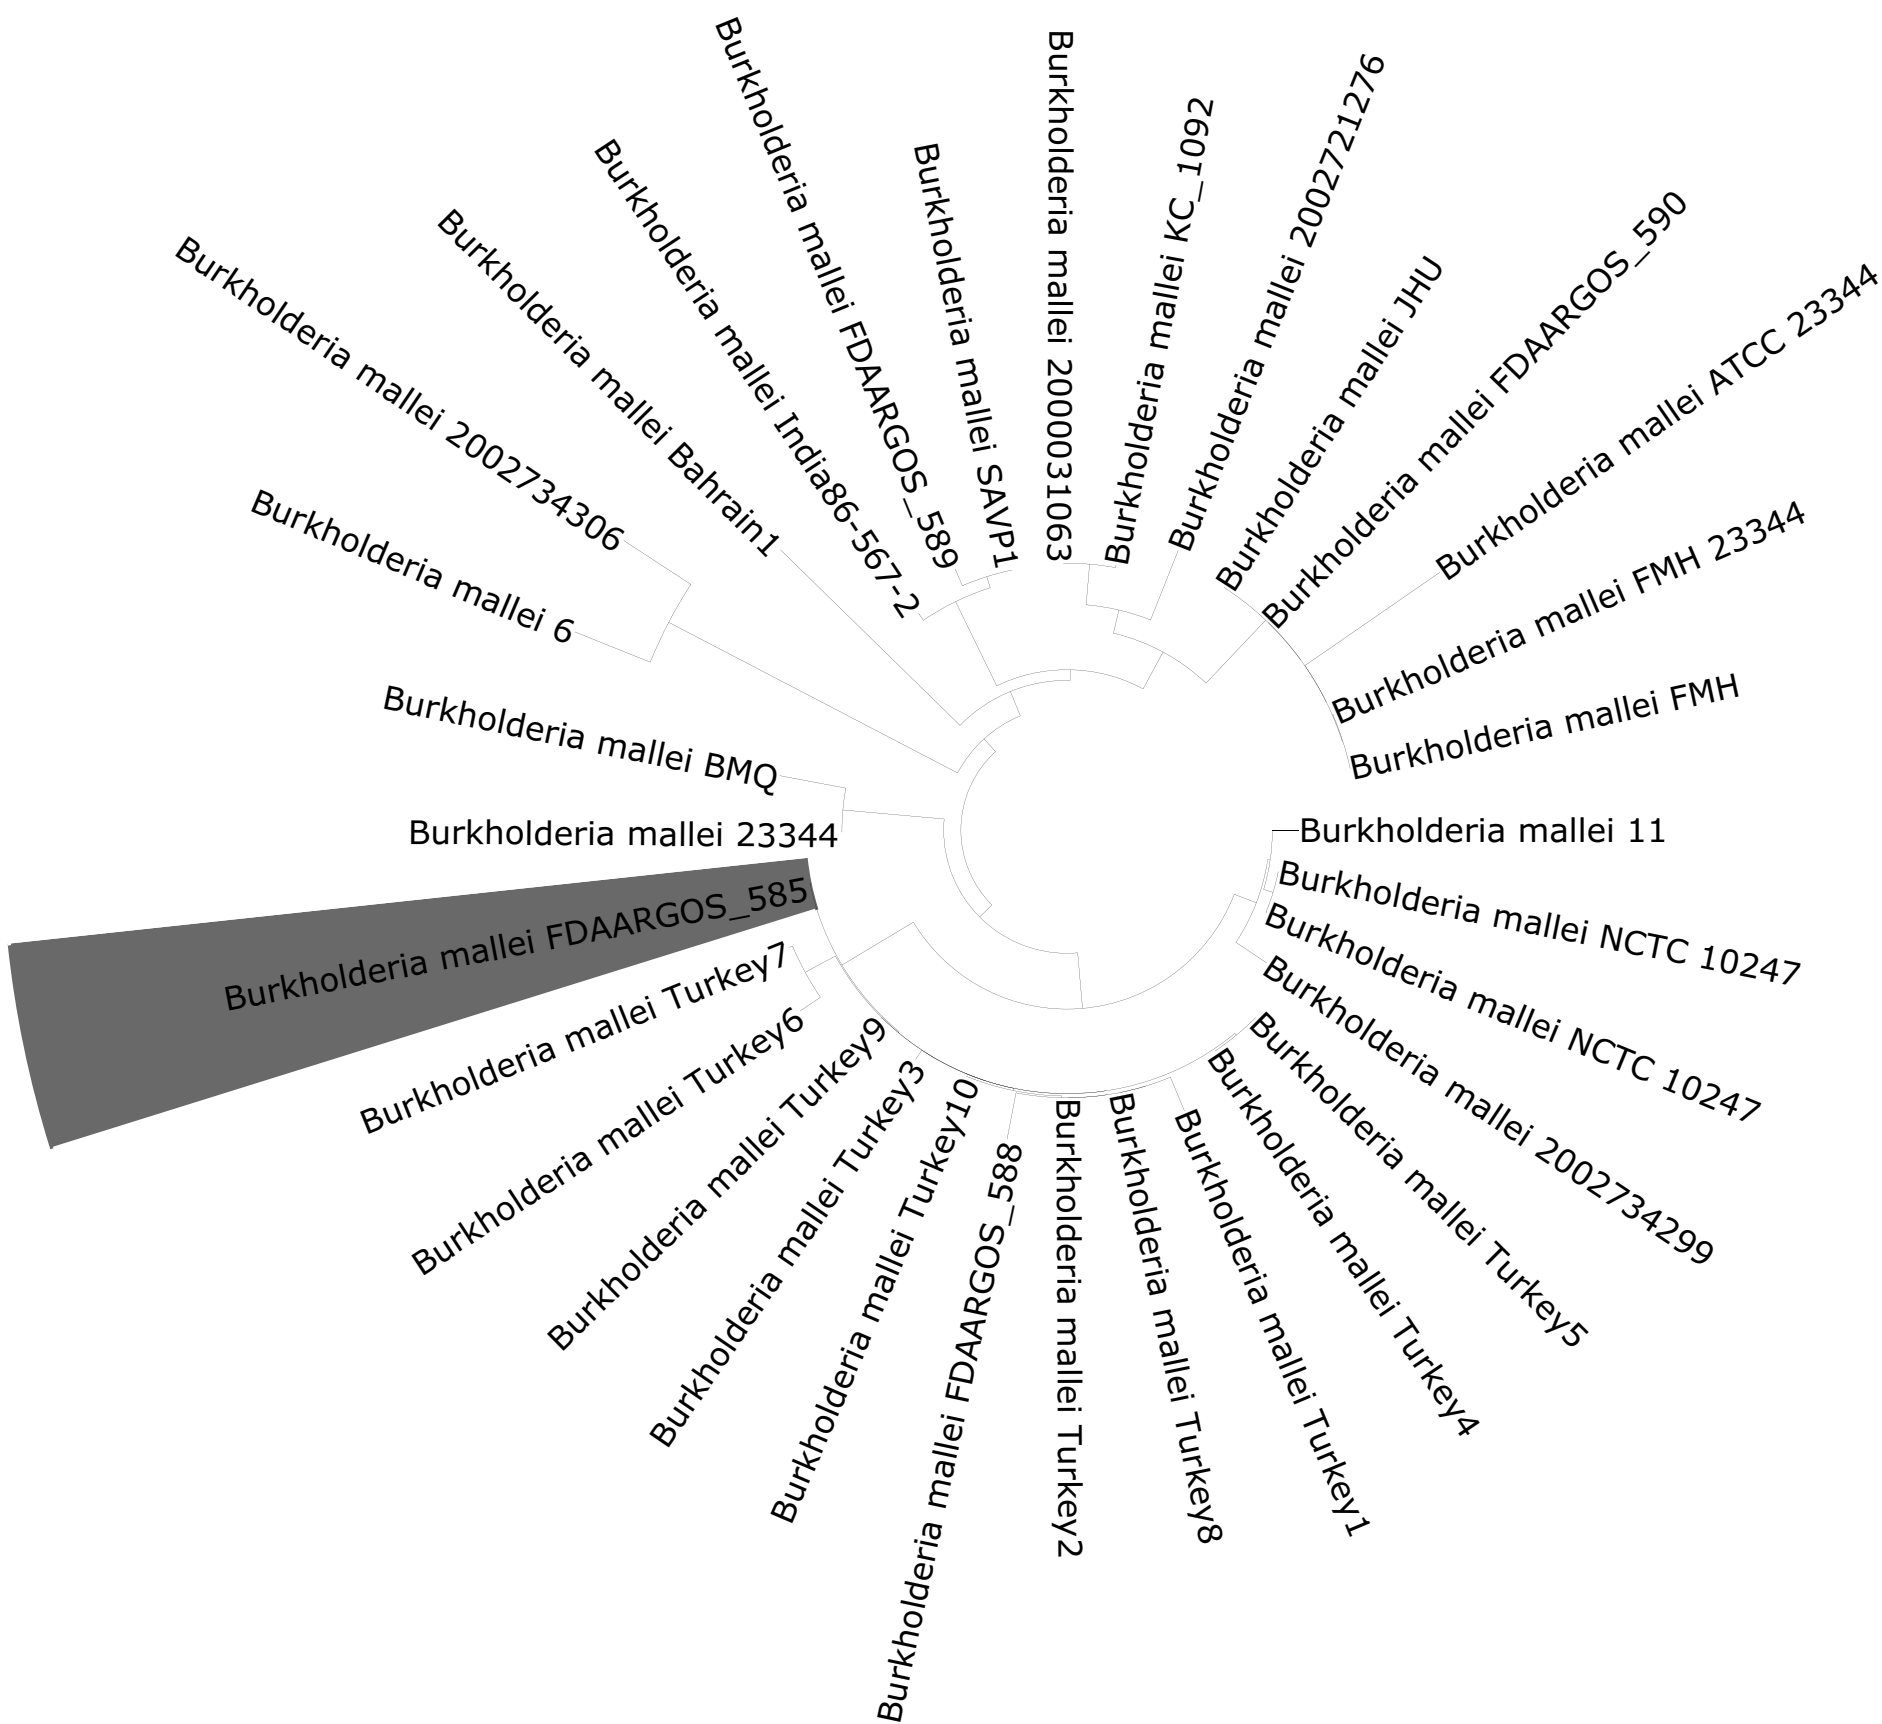 Burkholderia mallei 2000031063
Burkholderia mallei KC_1092
Burkholderia mallei 2002721276
Burkholderia mallei JHU
Burkholderia mallei FDAARGOS_590
Burkholderia mallei ATCC 23344
Burkholderia mallei FMH 23344
Burkholderia mallei FMH
Burkholderia mallei 11
Burkholderia mallei NCTC 10247
Burkholderia mallei NCTC 10247
Burkholderia mallei 2002734299
Burkholderia mallei Turkey5
Burkholderia mallei Turkey4
Burkholderia mallei Turkey1
Burkholderia mallei Turkey8
Burkholderia mallei Turkey2
Burkholderia mallei FDAARGOS_588
Burkholderia mallei Turkey10
Burkholderia mallei Turkey3
Burkholderia mallei Turkey9
Burkholderia mallei Turkey6
Burkholderia mallei Turkey7
Burkholderia mallei FDAARGOS_585
Burkholderia mallei 23344
Burkholderia mallei BMQ
Burkholderia mallei 6
Burkholderia mallei 2002734306
Burkholderia mallei Bahrain1
Burkholderia mallei India86-567-2
Burkholderia mallei FDAARGOS_589
Burkholderia mallei SAVP1